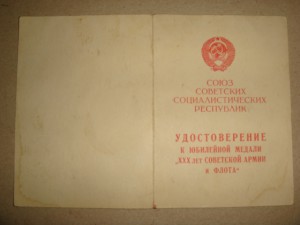 СОЮЗ
СОВЕТСКИХ
СОЦИАЛИСТИЧЕСКИХ
РЕСПУБЛИК
УДОСТОВЕРЕНИЕ
К ЮБИЛЕЙНОЙ МЕДАЛИ
„XXX лет СОВЕТСКОЙ АРМИИ
и ФЛОТА“